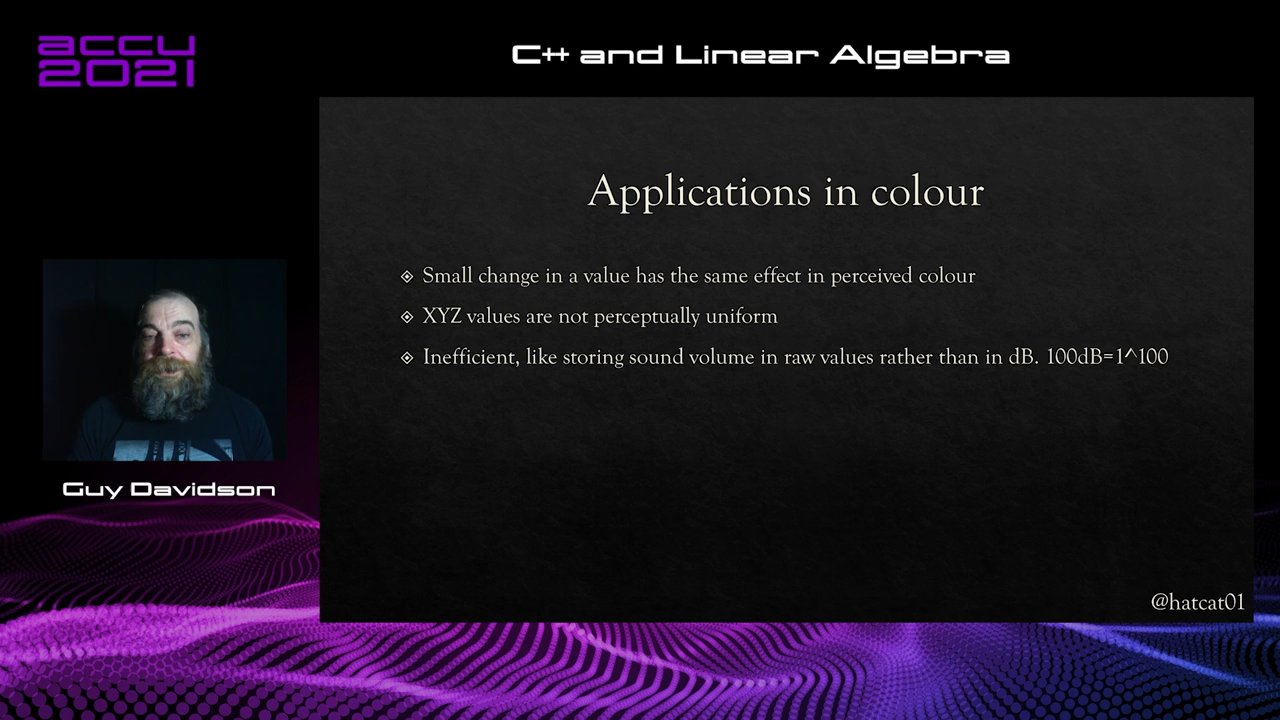 accu
2021
C++ and Linear Algebra
Applications in colour
Small change in a value has the same effect in perceived colour
XYZ values are not perceptually uniform
Inefficient, like storing sound volume in raw values rather than in dB. 100dB=1^100
Guy Davidson
@hatcat01